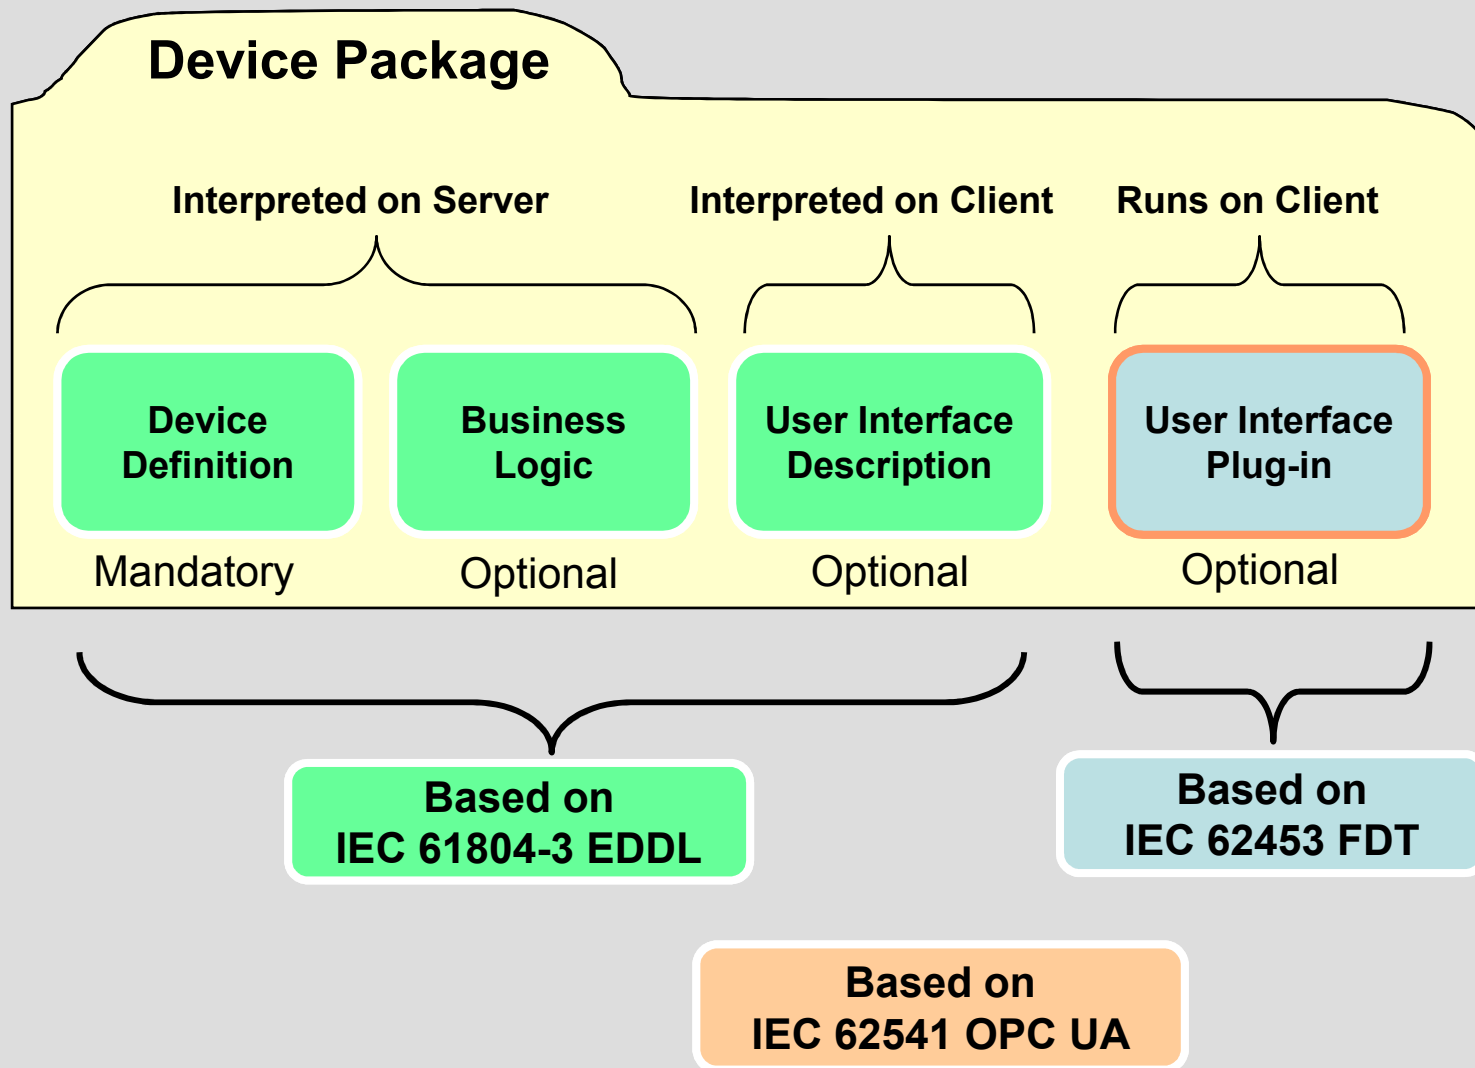 Device Package
Interpreted on Server
Interpreted on Client
Runs on Client
Device
Definition
Business
Logic
User Interface
Description
User Interface
Plug-in
Mandatory
Optional
Optional
Optional
Based on
IEC 61804-3 EDDL
Based on
IEC 62453 FDT
Based on
IEC 62541 OPC UA